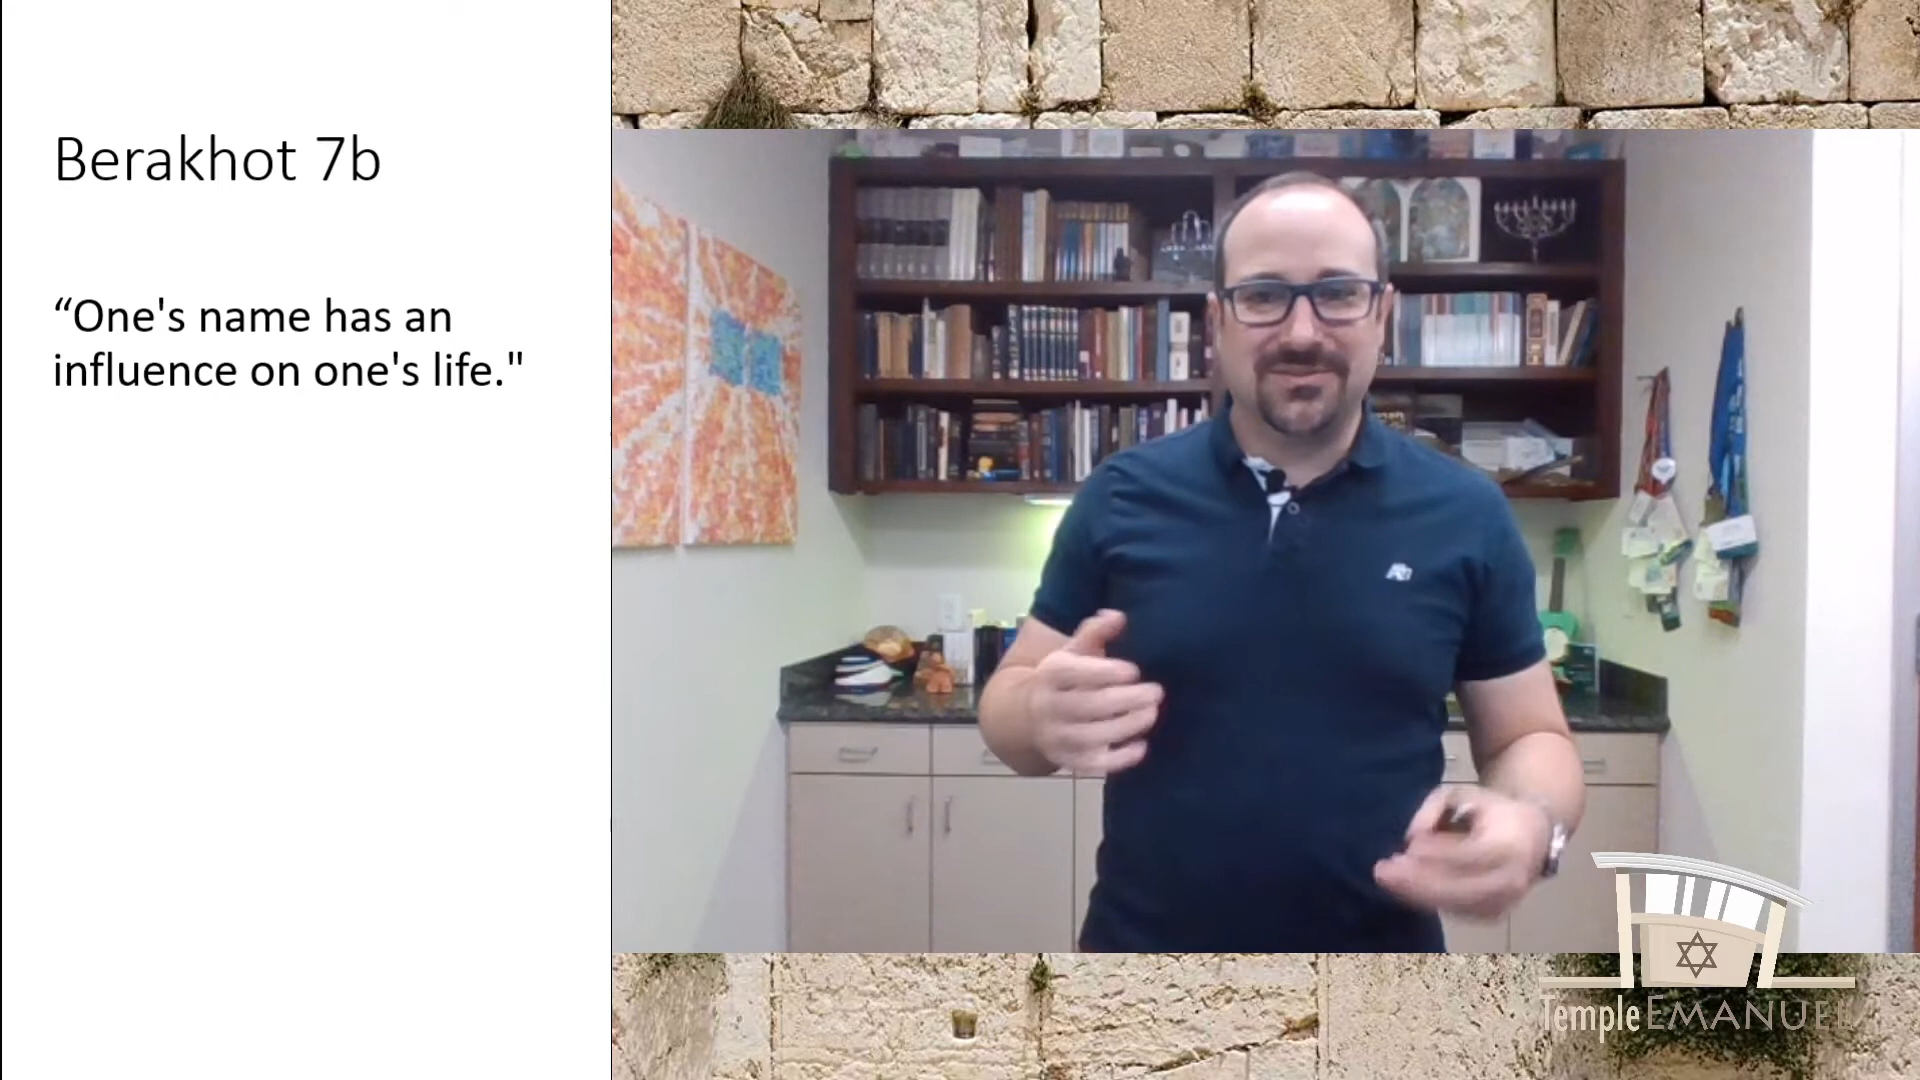 Berakhot 7b
“One's name has an
influence on one's life."
TempleEMANUEL